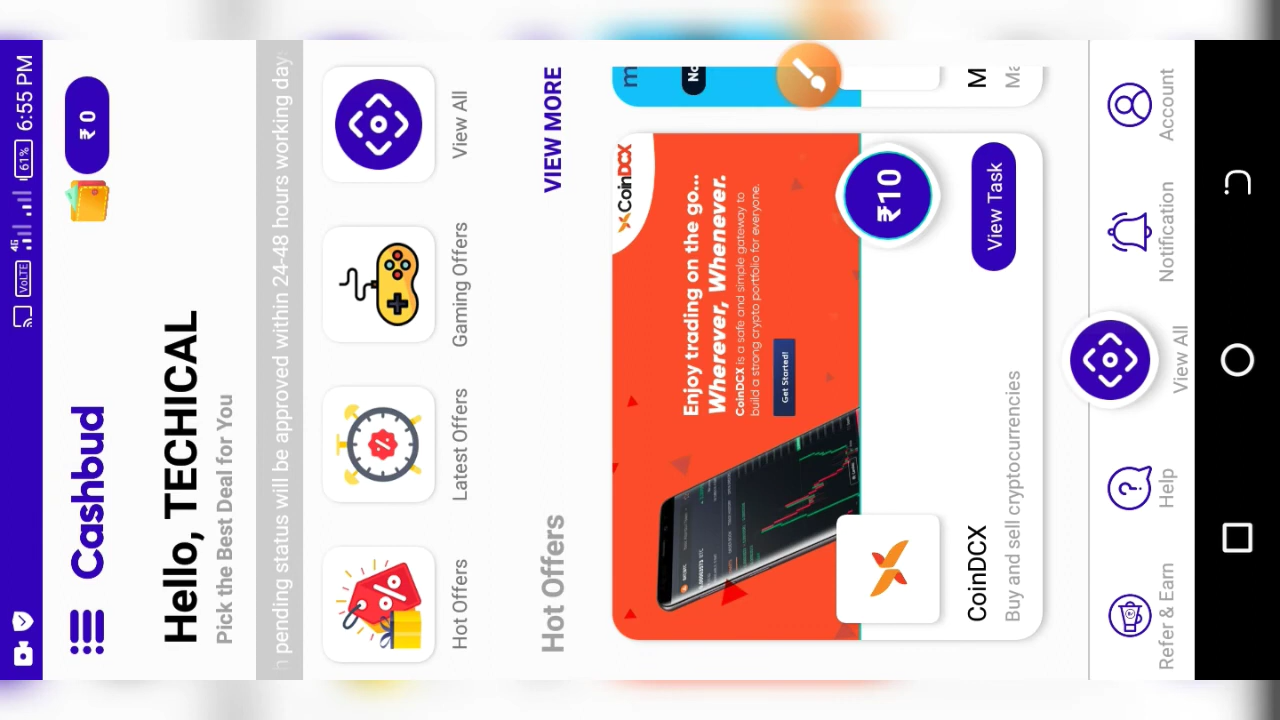 VoLTE 4G 61% 6:55 PM
Cashbud
₹ 0
Hello, TECHICAL
Pick the Best Deal for You
pending status will be approved within 24-48 hours working day
Hot Offers
Latest Offers
Gaming Offers
View All
Hot Offers
VIEW MORE
CoinDCX
Enjoy trading on the go...
Wherever, Whenever.
CoinDCX is a safe and simple gateway to
build a strong crypto portfolio for everyone.
Get Started!
₹10
CoinDCX
Buy and sell cryptocurrencies
View Task
Refer & Earn
Help
View All
Notification
Account